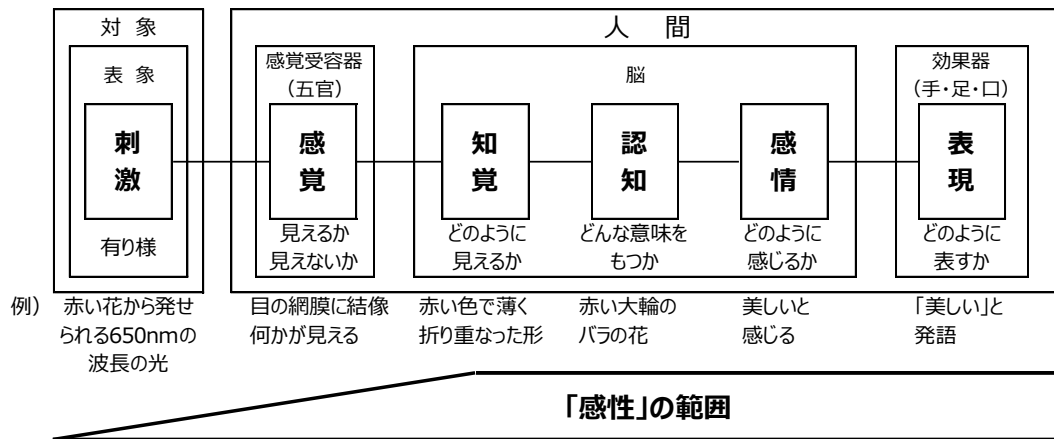 対 象
人 間
表 象
感覚受容器
（五官）
脳
効果器
（手・足・口）
刺激
感覚
知覚
認知
感情
表現
有り様
見えるか
見えないか
どのように
見えるか
どんな意味を
もつか
どのように
感じるか
どのように
表すか
例）
赤い花から発せ
られる650nmの
波長の光
目の網膜に結像
何かが見える
赤い色で薄く
折り重なった形
赤い大輪の
バラの花
美しいと
感じる
「美しい」と
発語
「感性」の範囲